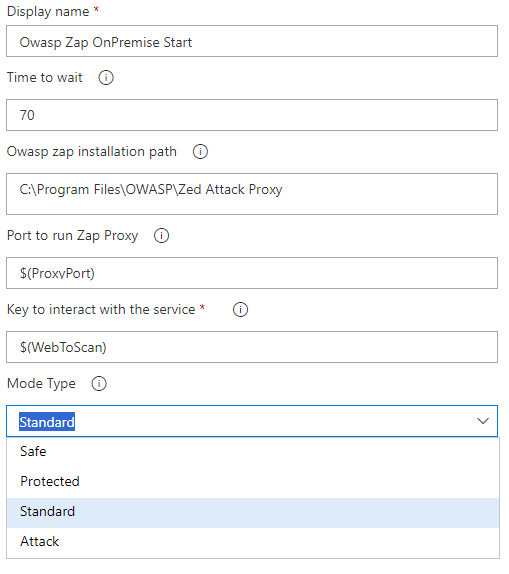 Display name *
Owasp Zap OnPremise Start
Time to wait
70
Owasp zap installation path
C:\Program Files\OWASP\Zed Attack Proxy
Port to run Zap Proxy
$(ProxyPort)
Key to interact with the service *
$(WebToScan)
Mode Type
Standard
Safe
Protected
Standard
Attack